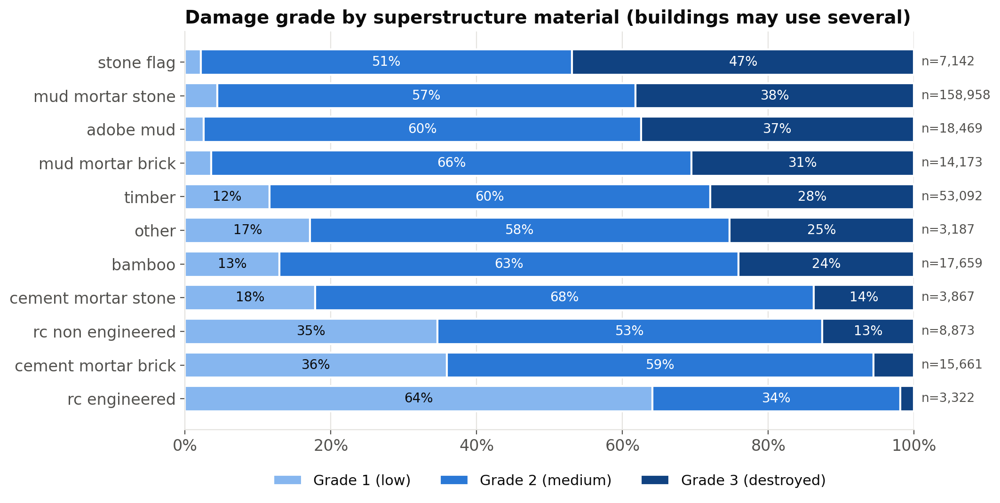 Damage grade by superstructure material (buildings may use several)
stone flag 51% 47% n=7,142
mud mortar stone 57% 38% n=158,958
adobe mud 60% 37% n=18,469
mud mortar brick 66% 31% n=14,173
timber 12% 60% 28% n=53,092
other 17% 58% 25% n=3,187
bamboo 13% 63% 24% n=17,659
cement mortar stone 18% 68% 14% n=3,867
rc non engineered 35% 53% 13% n=8,873
cement mortar brick 36% 59% n=15,661
rc engineered 64% 34% n=3,322
0% 20% 40% 60% 80% 100%
Grade 1 (low) Grade 2 (medium) Grade 3 (destroyed)